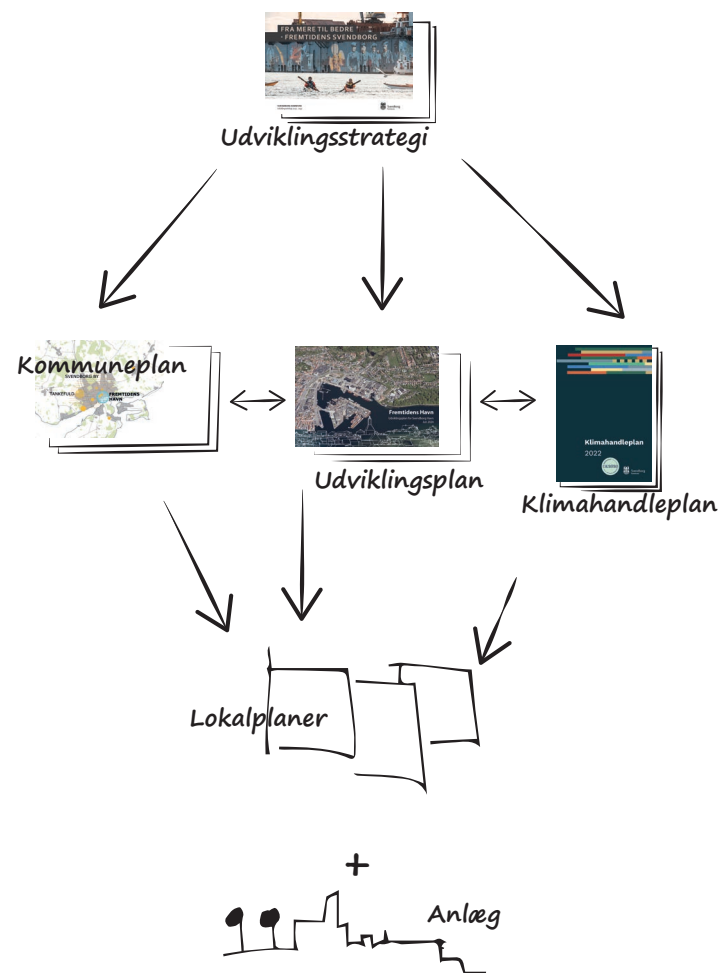 FRA MERE TIL BEDRE
- FREMTIDENS SVENDBORG
Udviklingsstrategi
Kommuneplan
SVENDBORG BY
TANKEFULD
FREMTIDENS
HAVN
Fremtidens Havn
Udviklingsplan
Klimahandleplan
2022
Klimahandleplan
Lokalplaner
+
Anlæg